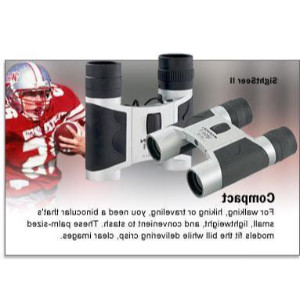 SightSeer II
Compact
For walking, hiking, or traveling, you need a binocular that's
small, lightweight, and convenient to stash. These palm-sized
models fit the bill while delivering crisp, clear images.